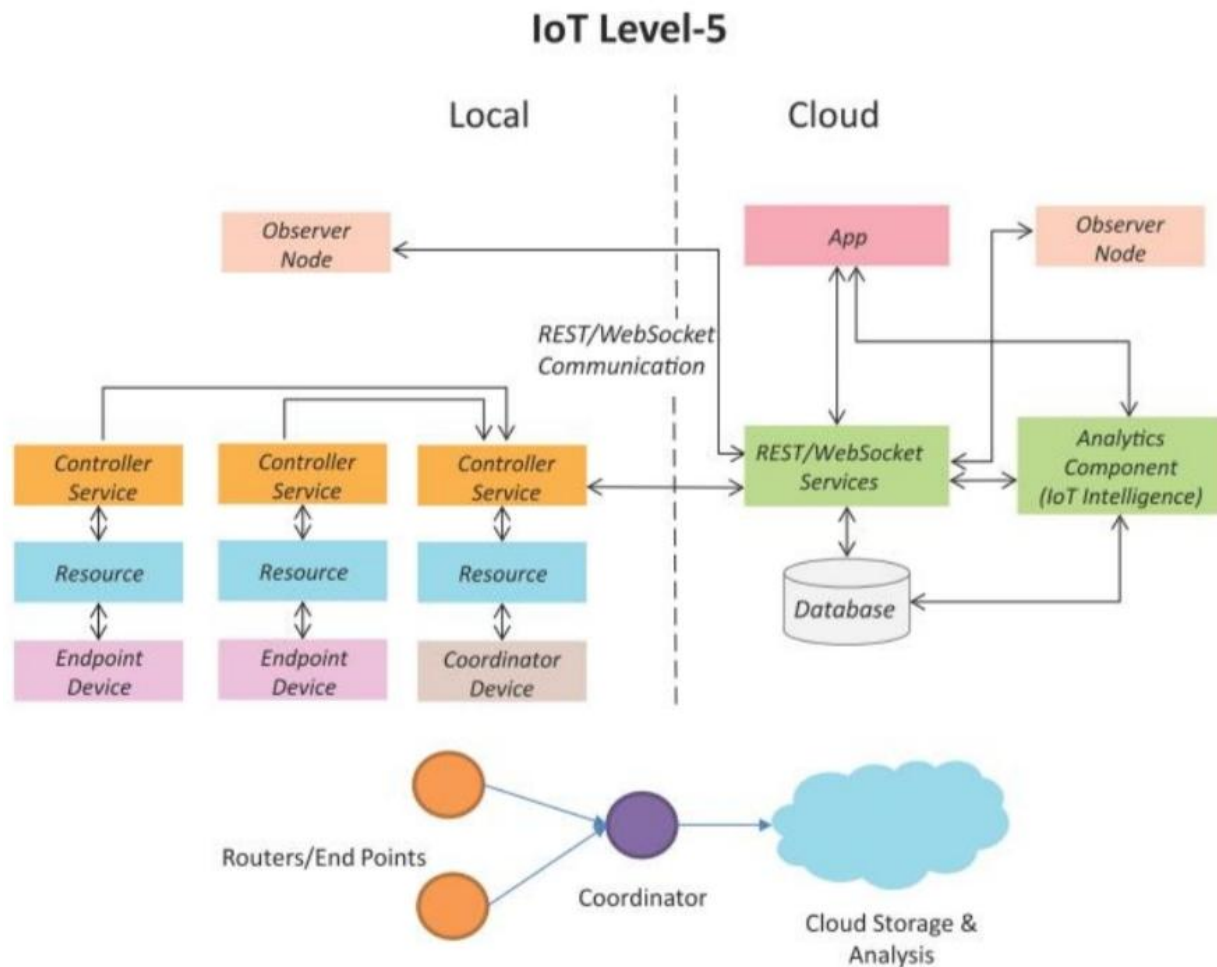 IoT Level-5
Local
Cloud
Observer
Node
App
Observer
Node
REST/WebSocket
Communication
Controller
Service
Controller
Service
Controller
Service
REST/WebSocket
Services
Analytics
Component
(IoT Intelligence)
Resource
Resource
Resource
Database
Endpoint
Device
Endpoint
Device
Coordinator
Device
Routers/End Points
Coordinator
Cloud Storage &
Analysis